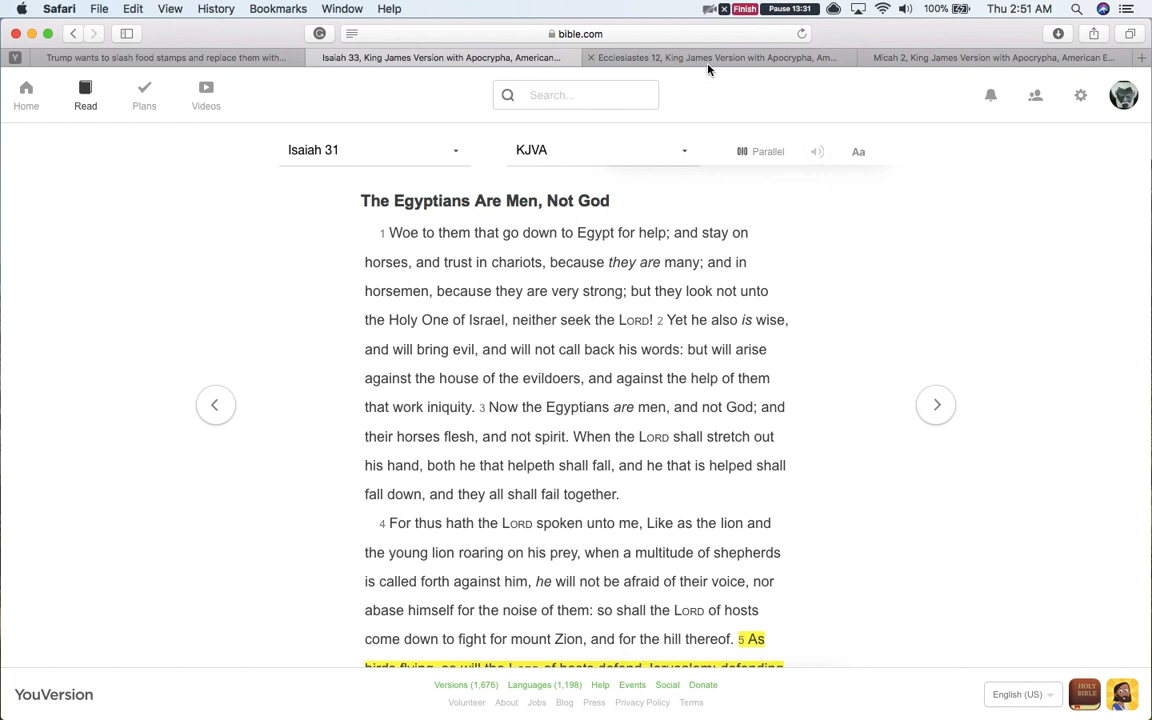 Safari File Edit View History Bookmarks Window Help Finish Pause 13:31 100% Thu 2:51 AM
bible.com
Trump wants to slash food stamps and replace them with... Isaiah 33, King James Version with Apocrypha, American... Ecclesiastes 12, King James Version with Apocrypha, Am... Micah 2, King James Version with Apocrypha, American E...
Home Read Plans Videos Search...
Isaiah 31 KJVA Parallel Aa
The Egyptians Are Men, Not God
1 Woe to them that go down to Egypt for help; and stay on
horses, and trust in chariots, because they are many; and in
horsemen, because they are very strong; but they look not unto
the Holy One of Israel, neither seek the LORD! 2 Yet he also is wise,
and will bring evil, and will not call back his words: but will arise
against the house of the evildoers, and against the help of them
that work iniquity. 3 Now the Egyptians are men, and not God; and
their horses flesh, and not spirit. When the LORD shall stretch out
his hand, both he that helpeth shall fall, and he that is helped shall
fall down, and they all shall fail together.
4 For thus hath the LORD spoken unto me, Like as the lion and
the young lion roaring on his prey, when a multitude of shepherds
is called forth against him, he will not be afraid of their voice, nor
abase himself for the noise of them: so shall the LORD of hosts
come down to fight for mount Zion, and for the hill thereof. 5 As
birds flying, so will the LORD of hosts defend Jerusalem; defending
YouVersion
Versions (1,676) Languages (1,198) Help Events Social Donate
Volunteer About Jobs Blog Press Privacy Policy Terms
English (US)
HOLY BIBLE